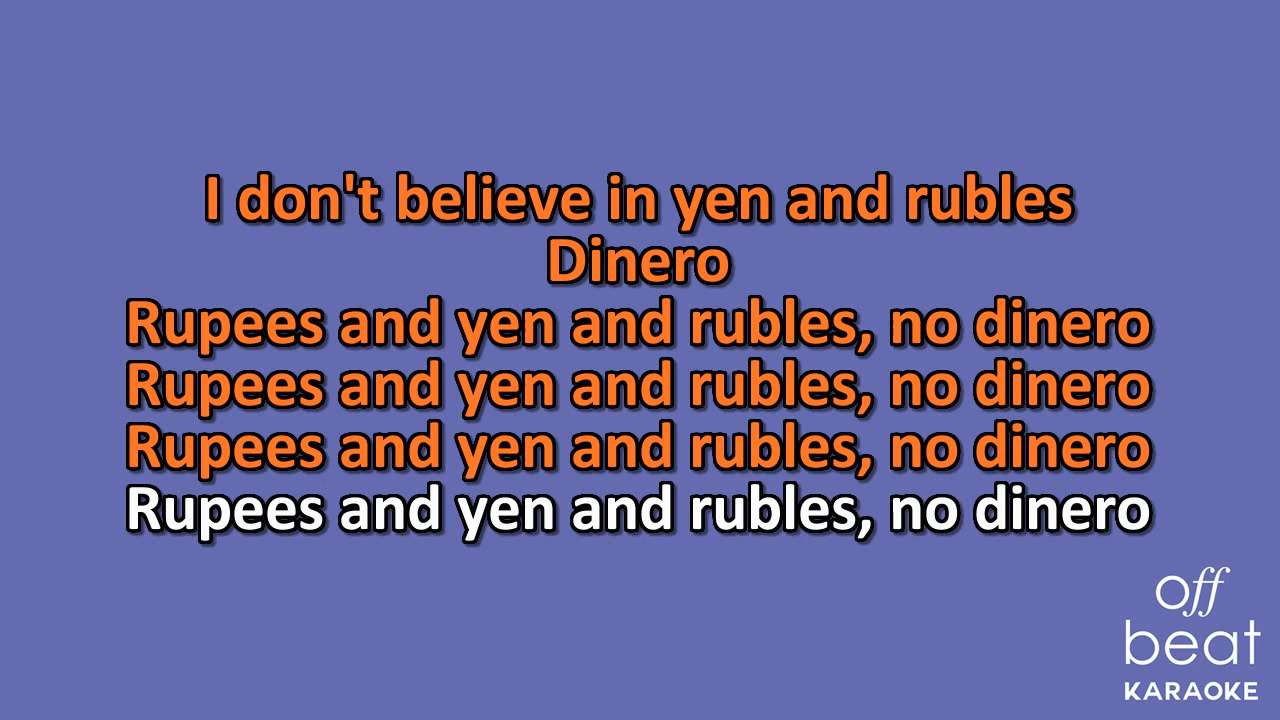 I don't believe in yen and rubles
Dinero
Rupees and yen and rubles, no dinero
Rupees and yen and rubles, no dinero
Rupees and yen and rubles, no dinero
Rupees and yen and rubles, no dinero
off
beat
KARAOKE